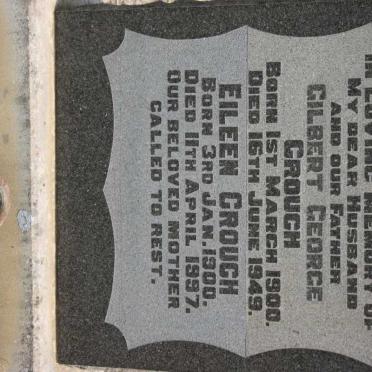 IN LOVING MEMORY OF
MY DEAR HUSBAND
AND OUR FATHER
GILBERT GEORGE
CROUCH
BORN 1ST MARCH 1900.
DIED 16TH JUNE 1949.
EILEEN CROUCH
BORN 3RD JAN. 1900.
DIED 11TH APRIL 1997.
OUR BELOVED MOTHER
CALLED TO REST.